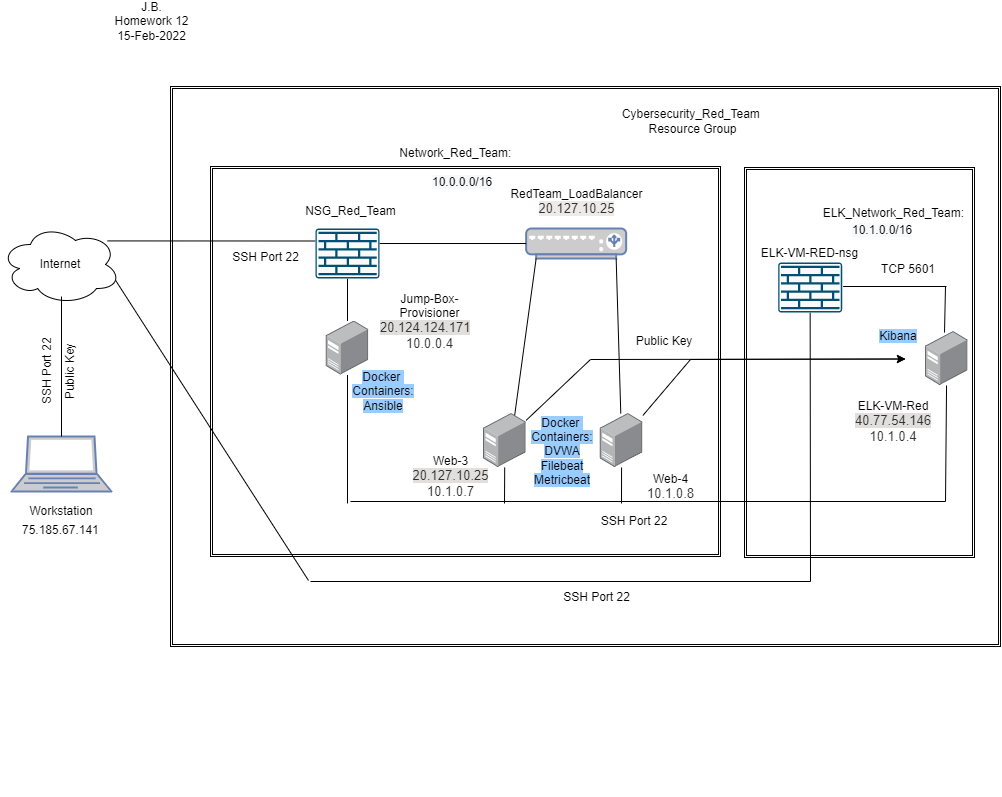 J.B.
Homework 12
15-Feb-2022
Cybersecurity_Red_Team
Resource Group
Network_Red_Team:
10.0.0.0/16
RedTeam_LoadBalancer
20.127.10.25
NSG_Red_Team
SSH Port 22
Internet
SSH Port 22
Public Key
Workstation
75.185.67.141
Jump-Box-
Provisioner
20.124.124.171
10.0.0.4
Docker
Containers:
Ansible
Public Key
Docker
Containers:
DVWA
Filebeat
Metricbeat
Web-3
20.127.10.25
10.1.0.7
Web-4
10.1.0.8
SSH Port 22
SSH Port 22
ELK_Network_Red_Team:
10.1.0.0/16
ELK-VM-RED-nsg
TCP 5601
Kibana
ELK-VM-Red
40.77.54.146
10.1.0.4